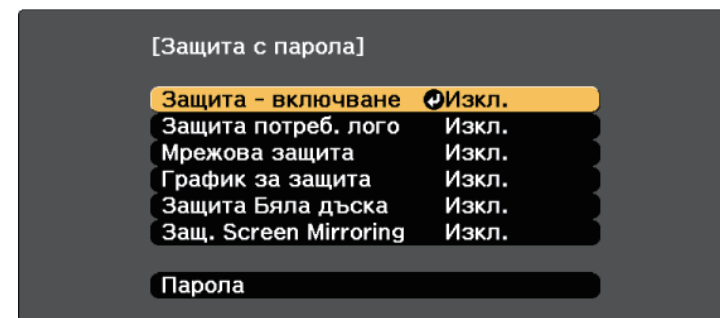 [Защита с парола]
Защита - включване Изкл.
Защита потреб. лого Изкл.
Мрежова защита Изкл.
График за защита Изкл.
Защита Бяла дъска Изкл.
Защ. Screen Mirroring Изкл.
Парола